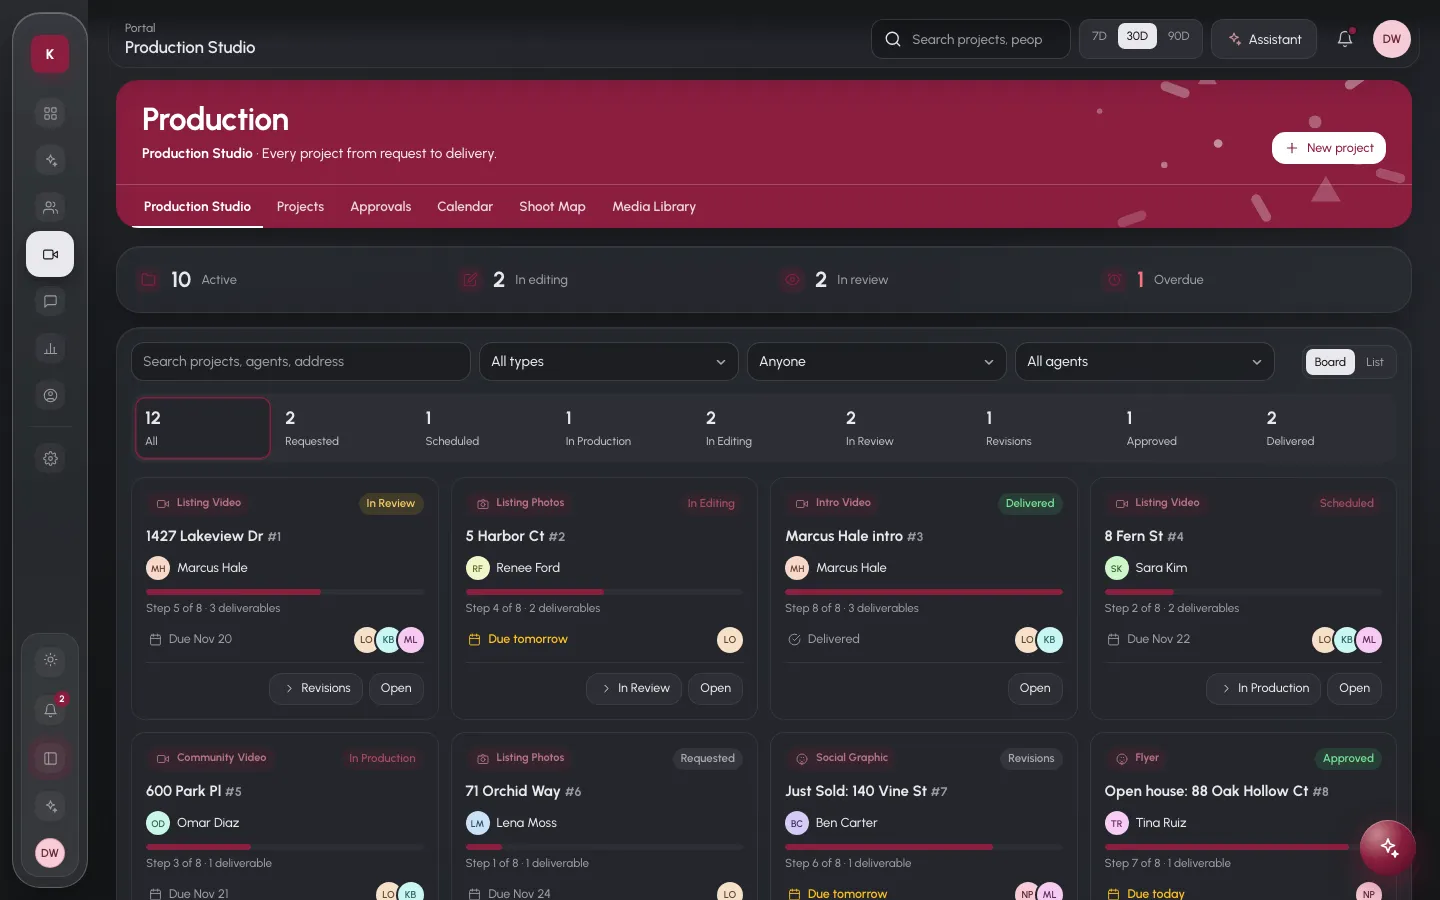 K
Portal
Production Studio
Search projects, peop
7D 30D 90D
Assistant
DW
Production
Production Studio · Every project from request to delivery.
New project
Production Studio Projects Approvals Calendar Shoot Map Media Library
10 Active 2 In editing 2 In review 1 Overdue
Search projects, agents, address All types Anyone All agents Board List
12 2 1 1 2 2 1 1 2
All Requested Scheduled In Production In Editing In Review Revisions Approved Delivered
Listing Video In Review
1427 Lakeview Dr #1
MH Marcus Hale
Step 5 of 8 · 3 deliverables
Due Nov 20 LO KB ML
Revisions Open
Listing Photos In Editing
5 Harbor Ct #2
RF Renee Ford
Step 4 of 8 · 2 deliverables
Due tomorrow LO
In Review Open
Intro Video Delivered
Marcus Hale intro #3
MH Marcus Hale
Step 8 of 8 · 3 deliverables
Delivered LO KB
Open
Listing Video Scheduled
8 Fern St #4
SK Sara Kim
Step 2 of 8 · 2 deliverables
Due Nov 22 LO KB ML
In Production Open
Community Video In Production
600 Park Pl #5
OD Omar Diaz
Step 3 of 8 · 1 deliverable
Due Nov 21 LO KB
Listing Photos Requested
71 Orchid Way #6
LM Lena Moss
Step 1 of 8 · 1 deliverable
Due Nov 24 LO
Social Graphic Revisions
Just Sold: 140 Vine St #7
BC Ben Carter
Step 6 of 8 · 1 deliverable
Due tomorrow NP ML
Flyer Approved
Open house: 88 Oak Hollow Ct #8
TR Tina Ruiz
Step 7 of 8 · 1 deliverable
Due today NP
2
DW